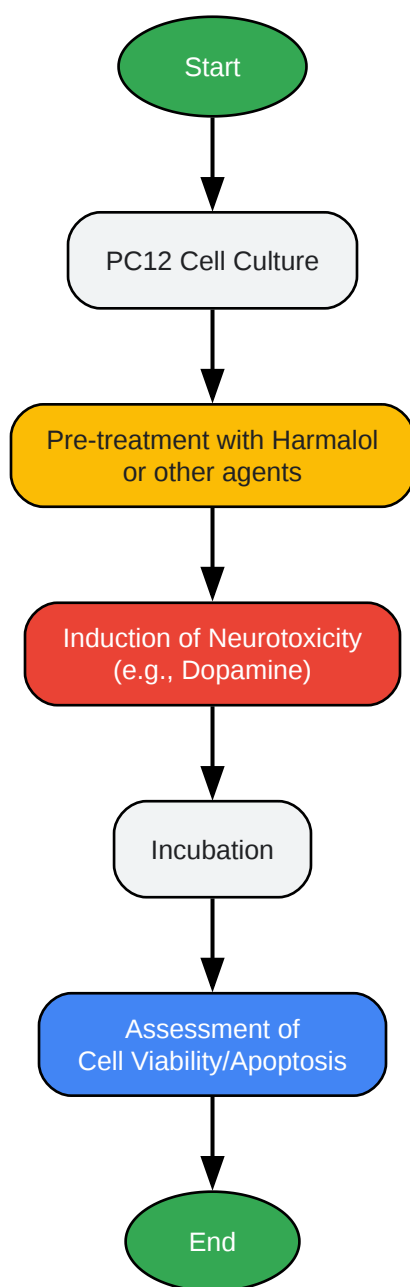 Start
PC12 Cell Culture
Pre-treatment with Harmalol
or other agents
Induction of Neurotoxicity
(e.g., Dopamine)
Incubation
Assessment of
Cell Viability/Apoptosis
End